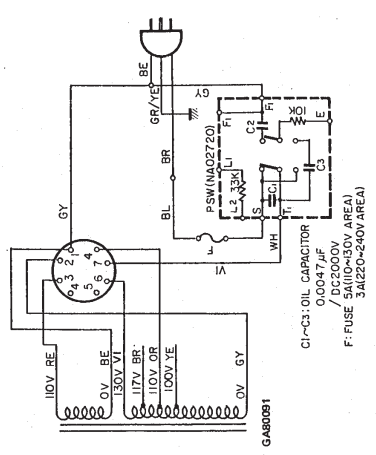 BE
GR/YE
GY
BR
BL
GY
F1
F1
C2
10K
E
PSW(NA02720)
L1
33K
L2
C1
C3
S
T1
WH
F
VI
1
2
3
4
4
5
6
7
110V RE
0V BE
130V VI
117V BR
110V OR
100V YE
0V GY
GA80091
C1~C3: OIL CAPACITOR
0.0047μF
/DC2000V
F: FUSE 5A(110~130V AREA)
3A(220~240V AREA)